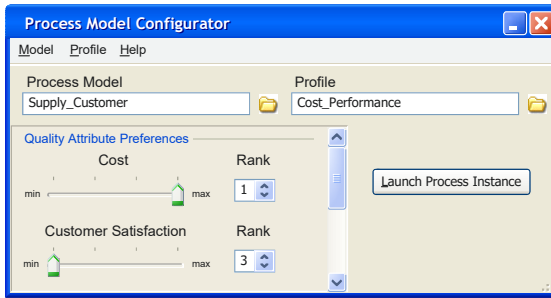 Process Model Configurator
Model Profile Help
Process Model Profile
Supply_Customer Cost_Performance
Quality Attribute Preferences
Cost Rank
min max 1
Launch Process Instance
Customer Satisfaction Rank
min max 3